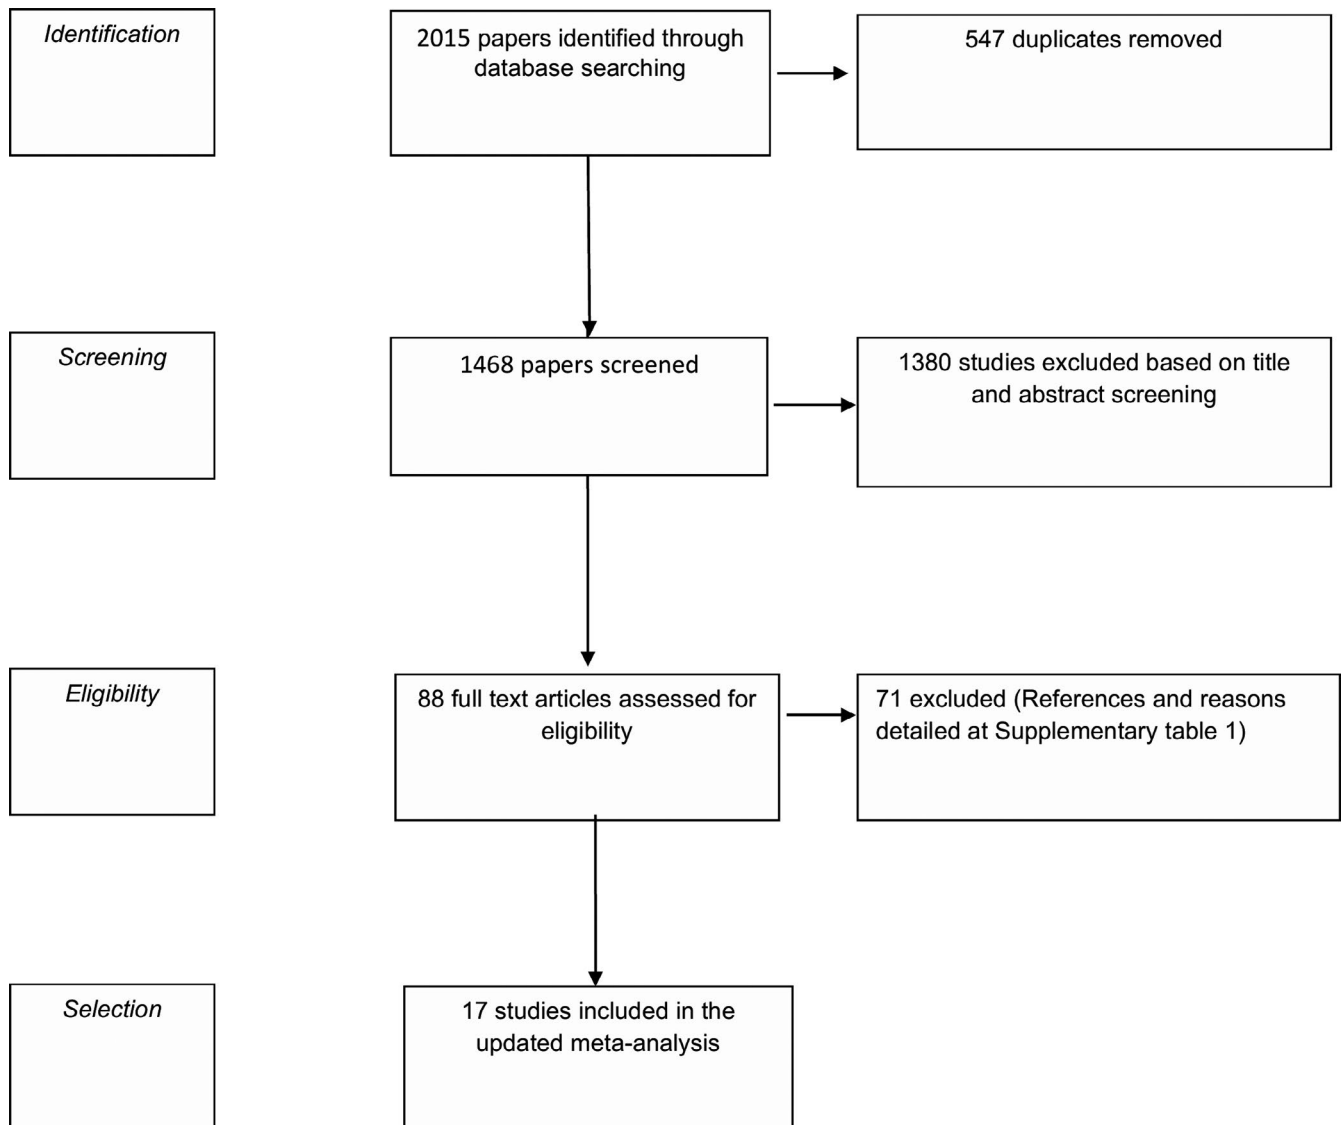 Identification
2015 papers identified through
database searching
547 duplicates removed
Screening
1468 papers screened
1380 studies excluded based on title
and abstract screening
Eligibility
88 full text articles assessed for
eligibility
71 excluded (References and reasons
detailed at Supplementary table 1)
Selection
17 studies included in the
updated meta-analysis